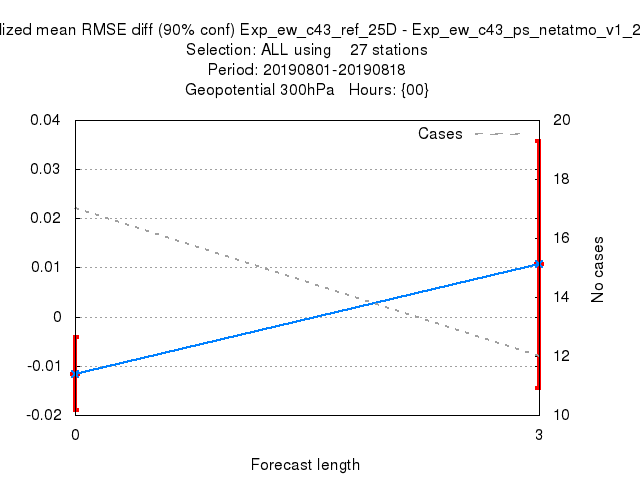 lized mean RMSE diff (90% conf) Exp_ew_c43_ref_25D - Exp_ew_c43_ps_netatmo_v1_2
Selection: ALL using 27 stations
Period: 20190801-20190818
Geopotential 300hPa Hours: {00}
Cases
0.04
0.03
0.02
0.01
0
-0.01
-0.02
20
18
16
14
12
10
No cases
0 3
Forecast length